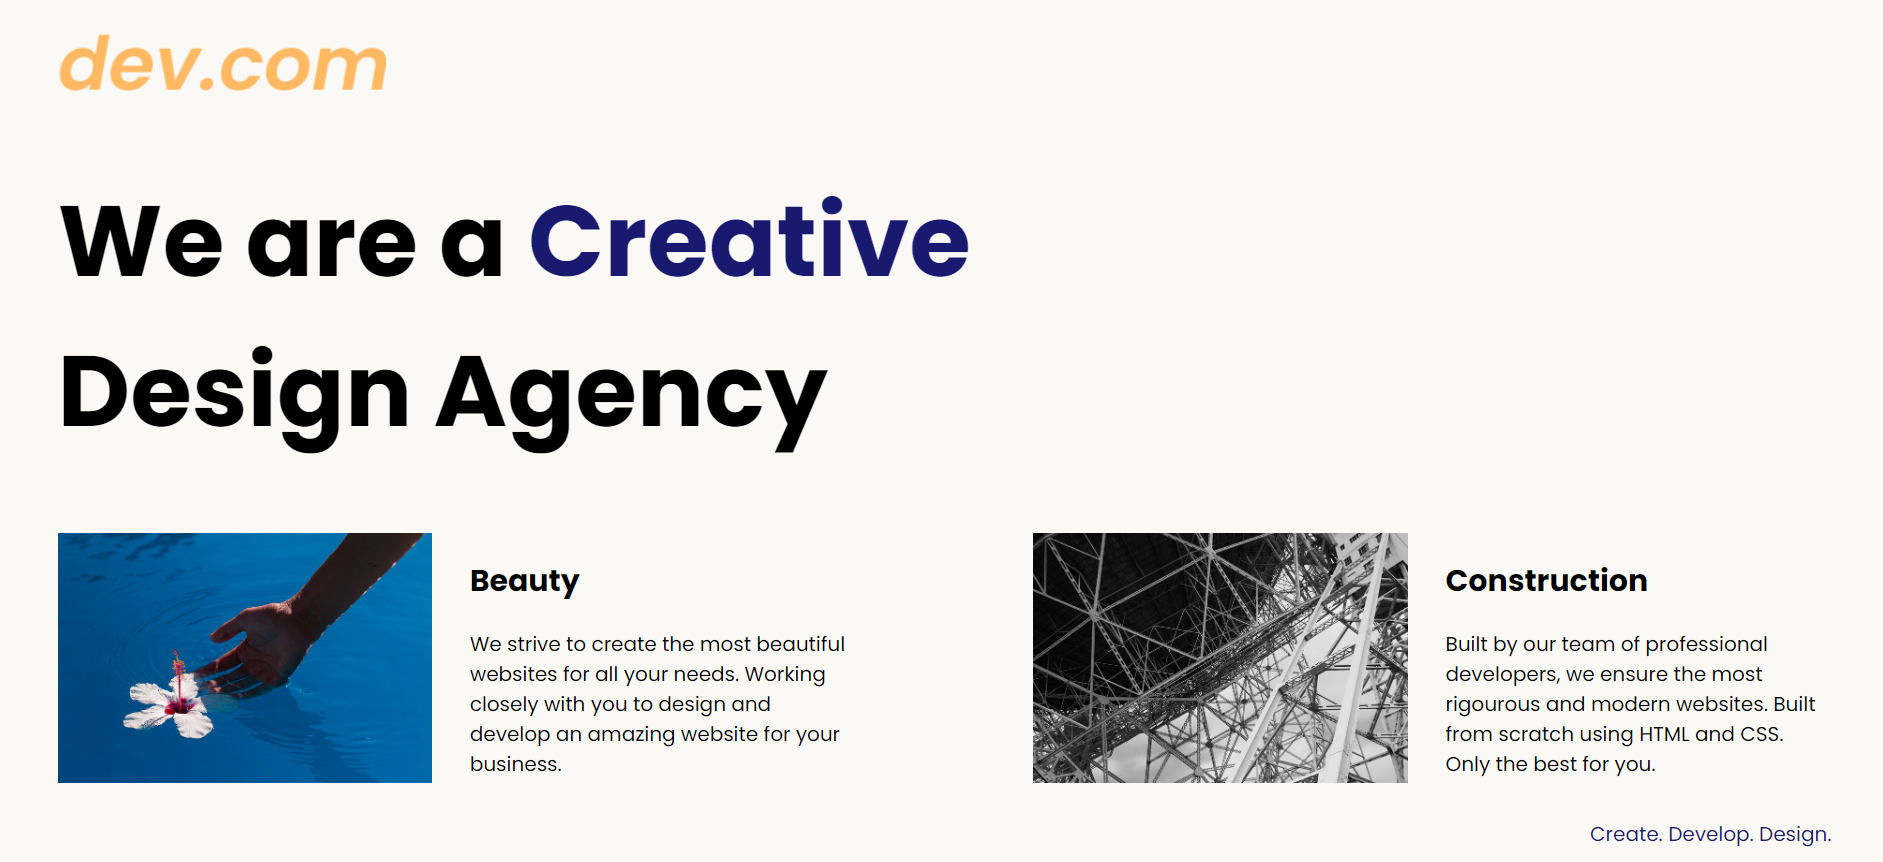 dev.com
We are a Creative
Design Agency
Beauty
We strive to create the most beautiful
websites for all your needs. Working
closely with you to design and
develop an amazing website for your
business.
Construction
Built by our team of professional
developers, we ensure the most
rigourous and modern websites. Built
from scratch using HTML and CSS.
Only the best for you.
Create. Develop. Design.